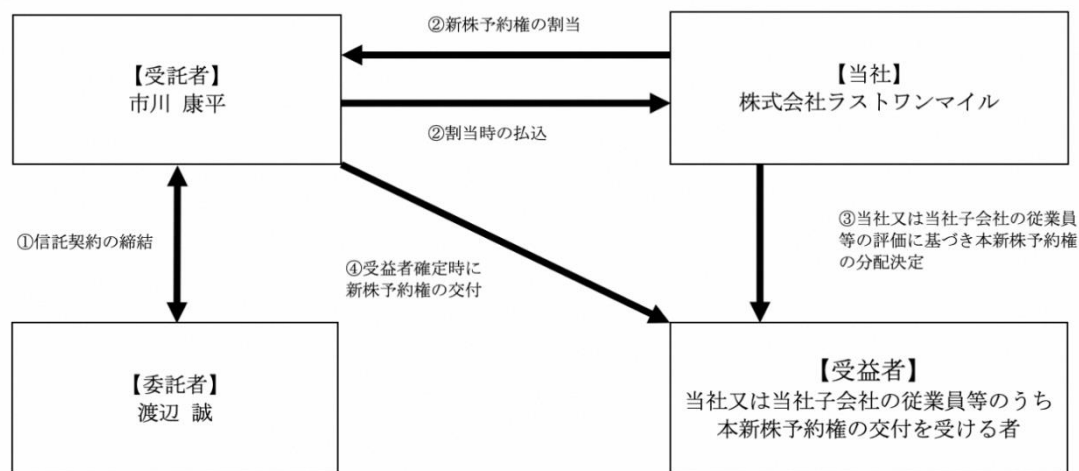 ②新株予約権の割当
【受託者】
市川 康平
【当社】
株式会社ラストワンマイル
②割当時の払込
①信託契約の締結
③当社又は当社子会社の従業員
等の評価に基づき本新株予約権
の分配決定
④受益者確定時に
新株予約権の交付
【委託者】
渡辺 誠
【受益者】
当社又は当社子会社の従業員等のうち
本新株予約権の交付を受ける者